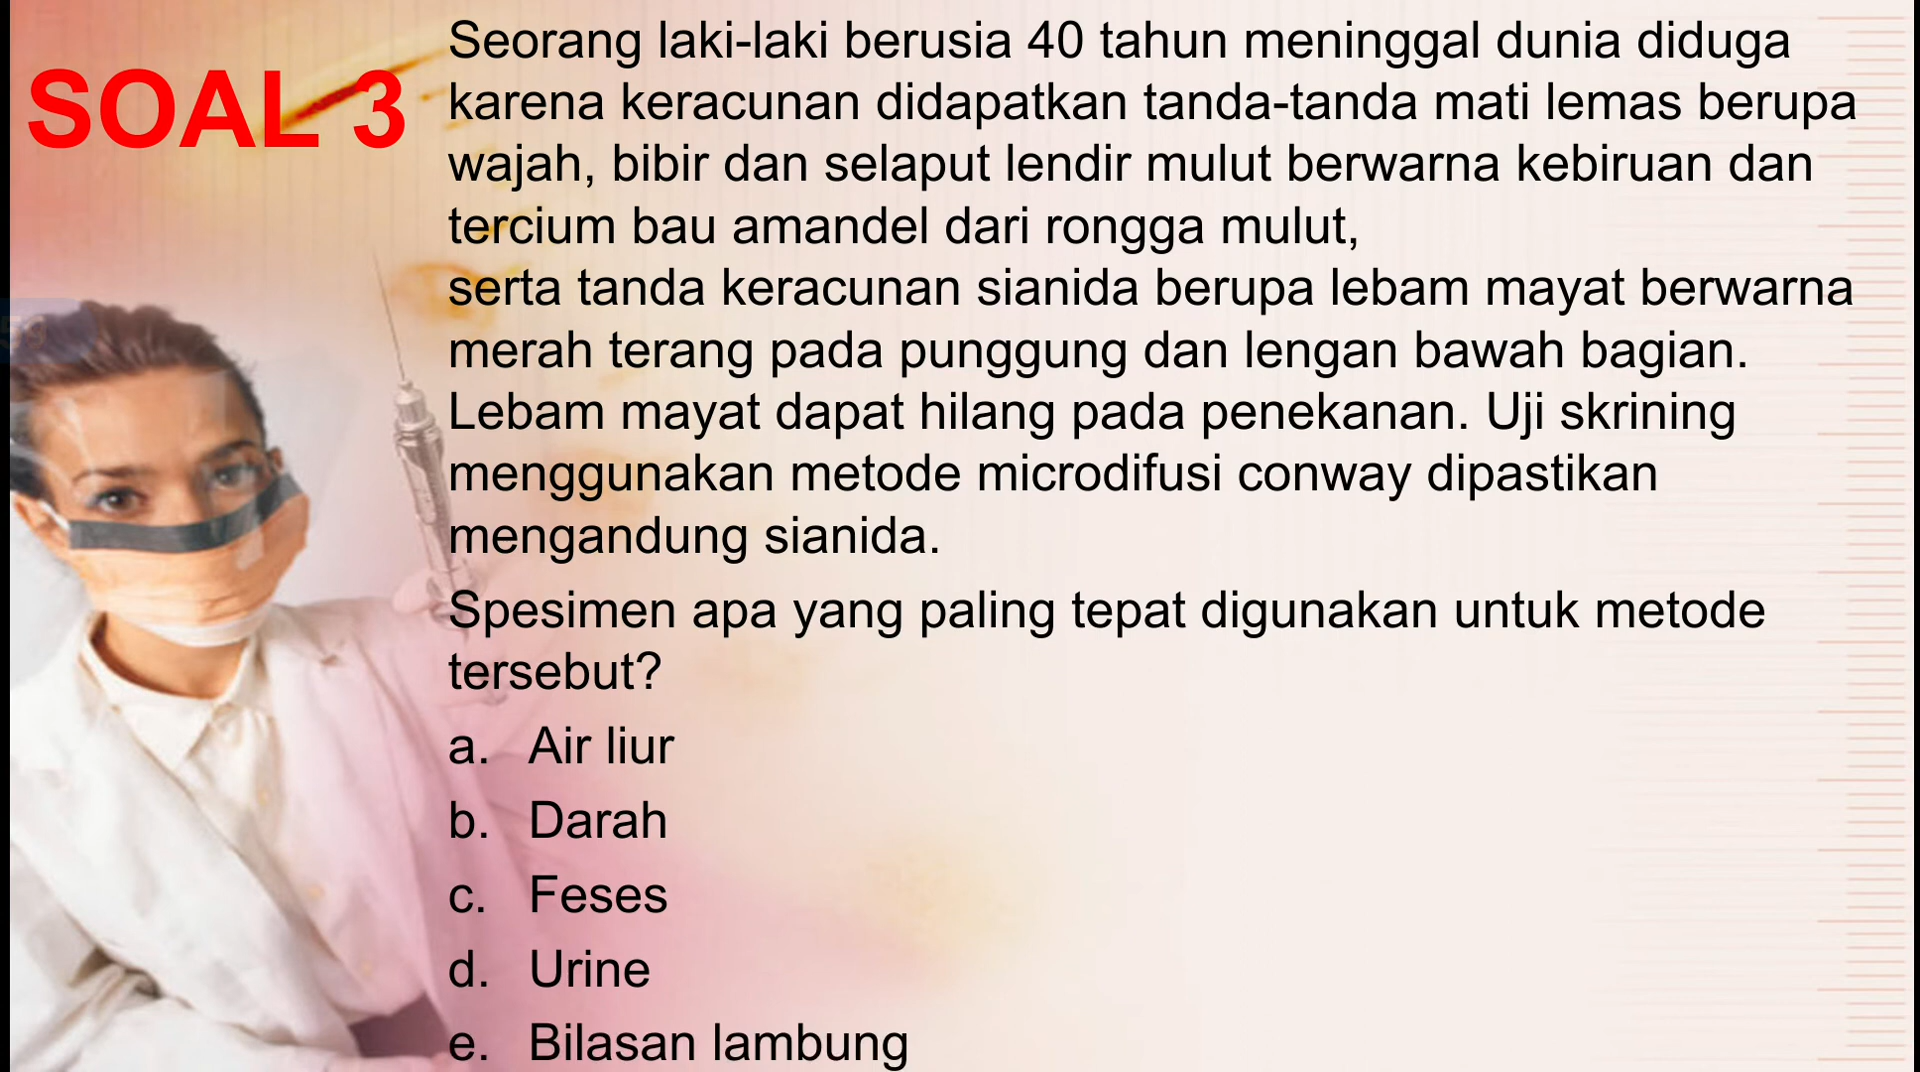 SOAL 3
Seorang laki-laki berusia 40 tahun meninggal dunia diduga
karena keracunan didapatkan tanda-tanda mati lemas berupa
wajah, bibir dan selaput lendir mulut berwarna kebiruan dan
tercium bau amandel dari rongga mulut,
serta tanda keracunan sianida berupa lebam mayat berwarna
merah terang pada punggung dan lengan bawah bagian.
Lebam mayat dapat hilang pada penekanan. Uji skrining
menggunakan metode microdifusi conway dipastikan
mengandung sianida.
Spesimen apa yang paling tepat digunakan untuk metode
tersebut?
a. Air liur
b. Darah
c. Feses
d. Urine
e. Bilasan lambung
59